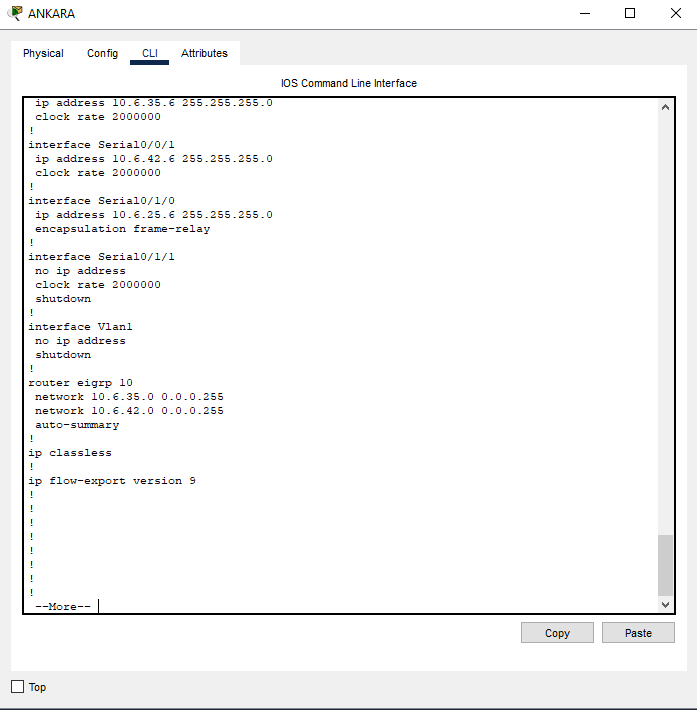 ANKARA
Physical Config CLI Attributes
IOS Command Line Interface
ip address 10.6.35.6 255.255.255.0
clock rate 2000000
!
interface Serial0/0/1
ip address 10.6.42.6 255.255.255.0
clock rate 2000000
!
interface Serial0/1/0
ip address 10.6.25.6 255.255.255.0
encapsulation frame-relay
!
interface Serial0/1/1
no ip address
clock rate 2000000
shutdown
!
interface Vlan1
no ip address
shutdown
!
router eigrp 10
network 10.6.35.0 0.0.0.255
network 10.6.42.0 0.0.0.255
auto-summary
!
ip classless
!
ip flow-export version 9
!
!
!
!
!
!
!
!
--More--
Copy Paste
Top